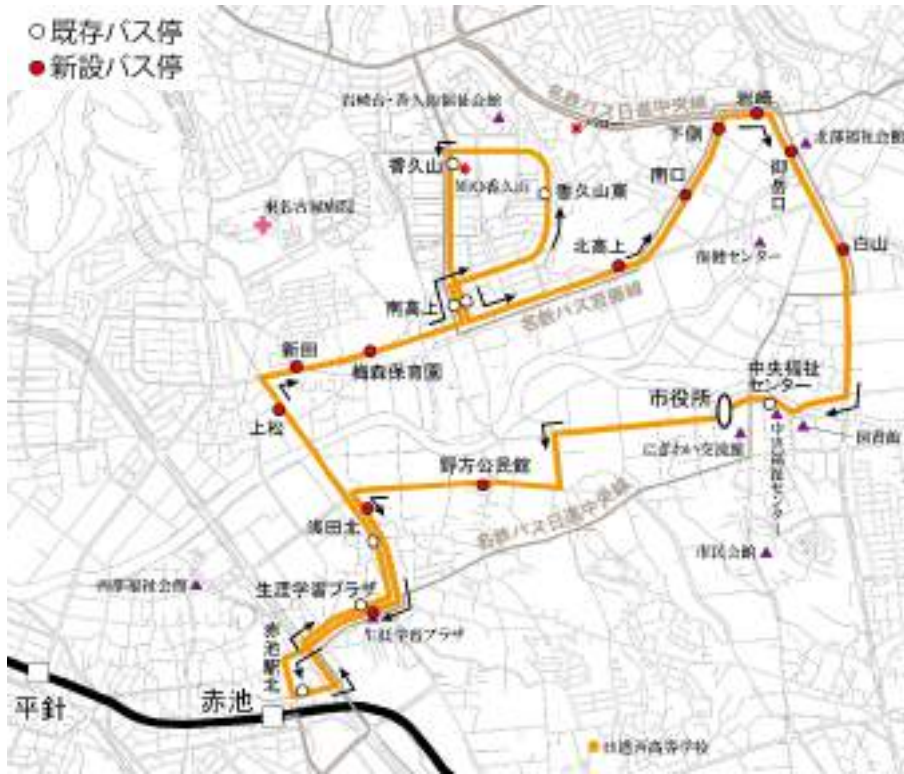 既存バス停
新設バス停
名鉄バス日進中央線
岩崎台・香久山福祉会館
岩崎
下側
北部福祉会館
香久山
香久山東
南口
御岳口
東名古屋病院
北高上
保健センター
白山
南高上
名鉄バス岩藤線
新田
梅森保育園
中央福祉
センター
市役所
上松
にぎわい交流館
図書館
中央福祉センター
野方公民館
浅田北
名鉄バス日進中央線
市民会館
西部福祉会館
生涯学習プラザ
生涯学習プラザ
赤池
平針
日進西高等学校